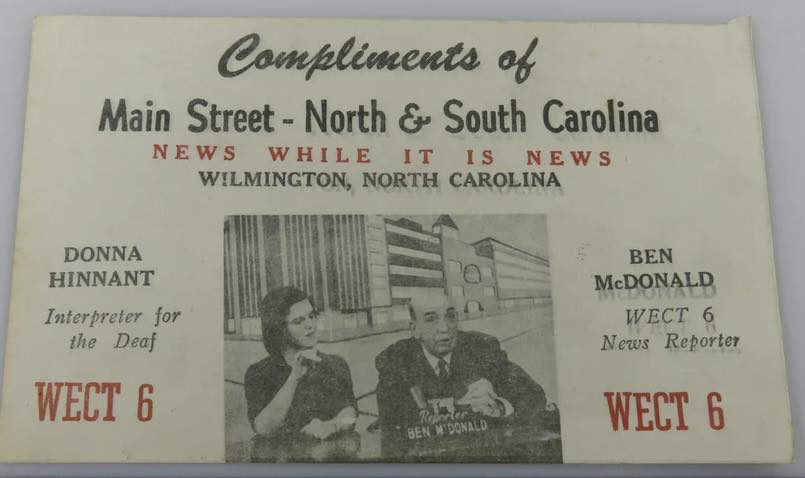 Compliments of
Main Street - North & South Carolina
NEWS WHILE IT IS NEWS
WILMINGTON, NORTH CAROLINA
DONNA
HINNANT
Interpreter for
the Deaf
WECT 6
Reporter
BEN McDONALD
BEN
McDONALD
WECT 6
News Reporter
WECT 6